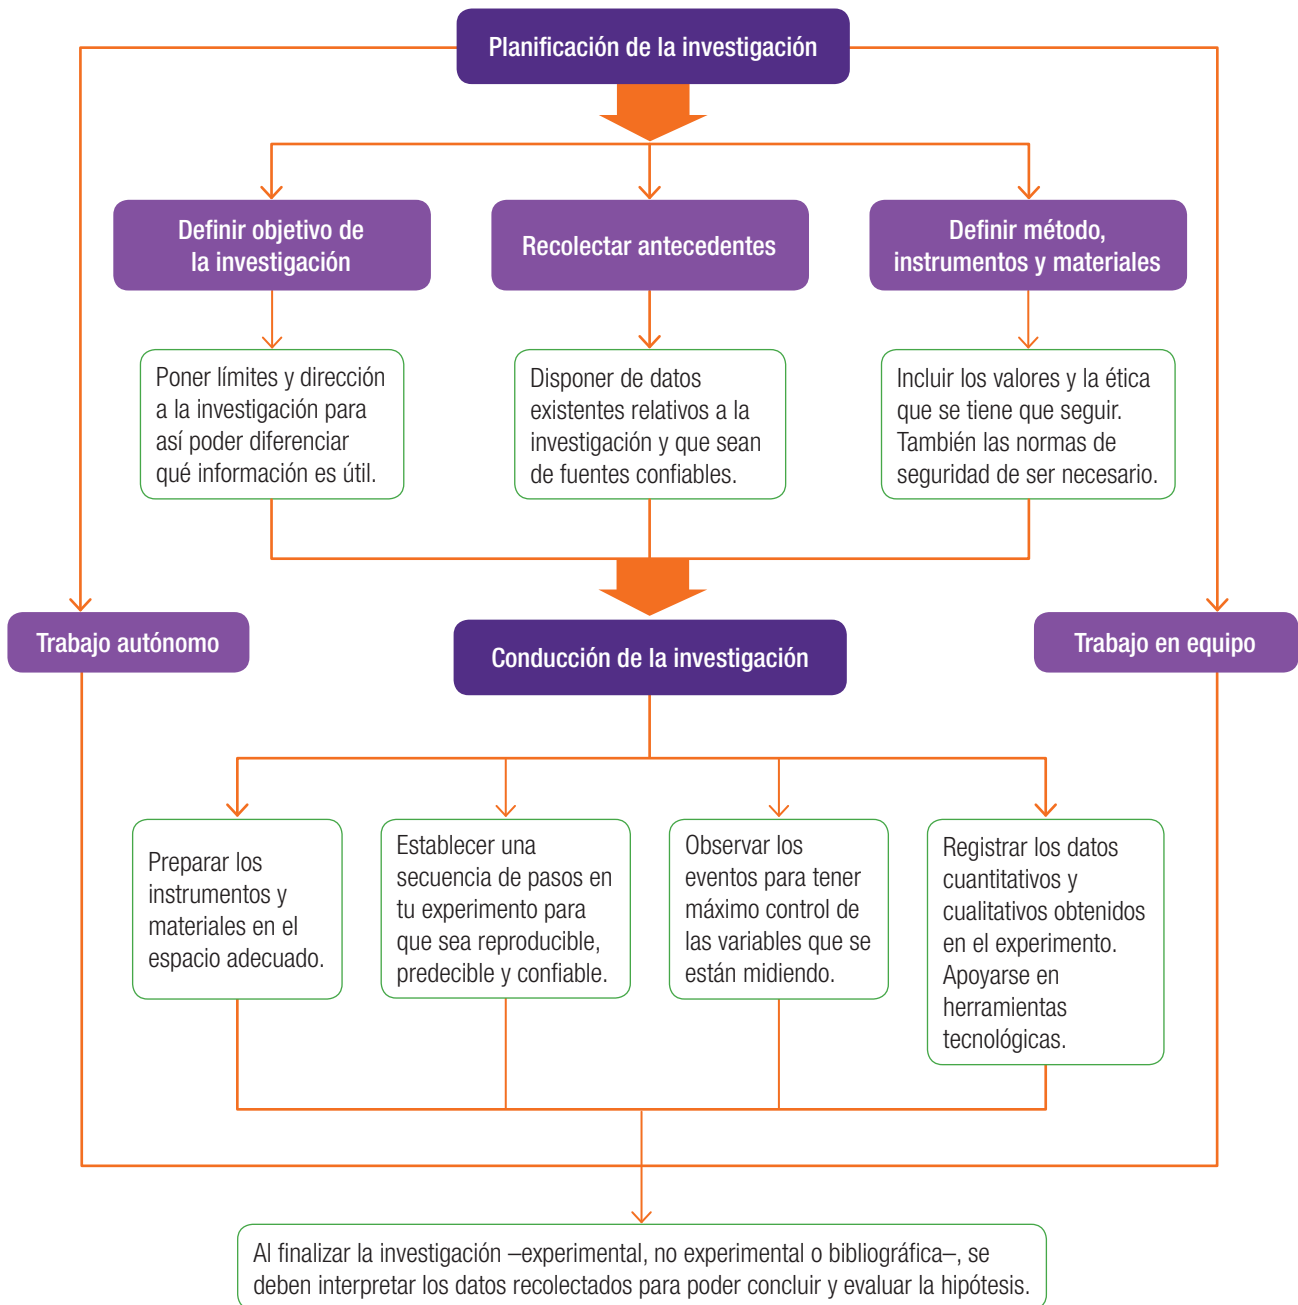 Planificación de la investigación
Definir objetivo de
la investigación
Recolectar antecedentes
Definir método,
instrumentos y materiales
Poner límites y dirección
a la investigación para
así poder diferenciar
qué información es útil.
Disponer de datos
existentes relativos a la
investigación y que sean
de fuentes confiables.
Incluir los valores y la ética
que se tiene que seguir.
También las normas de
seguridad de ser necesario.
Trabajo autónomo
Conducción de la investigación
Trabajo en equipo
Preparar los
instrumentos y
materiales en el
espacio adecuado.
Establecer una
secuencia de pasos en
tu experimento para
que sea reproducible,
predecible y confiable.
Observar los
eventos para tener
máximo control de
las variables que se
están midiendo.
Registrar los datos
cuantitativos y
cualitativos obtenidos
en el experimento.
Apoyarse en
herramientas
tecnológicas.
Al finalizar la investigación –experimental, no experimental o bibliográfica–, se
deben interpretar los datos recolectados para poder concluir y evaluar la hipótesis.